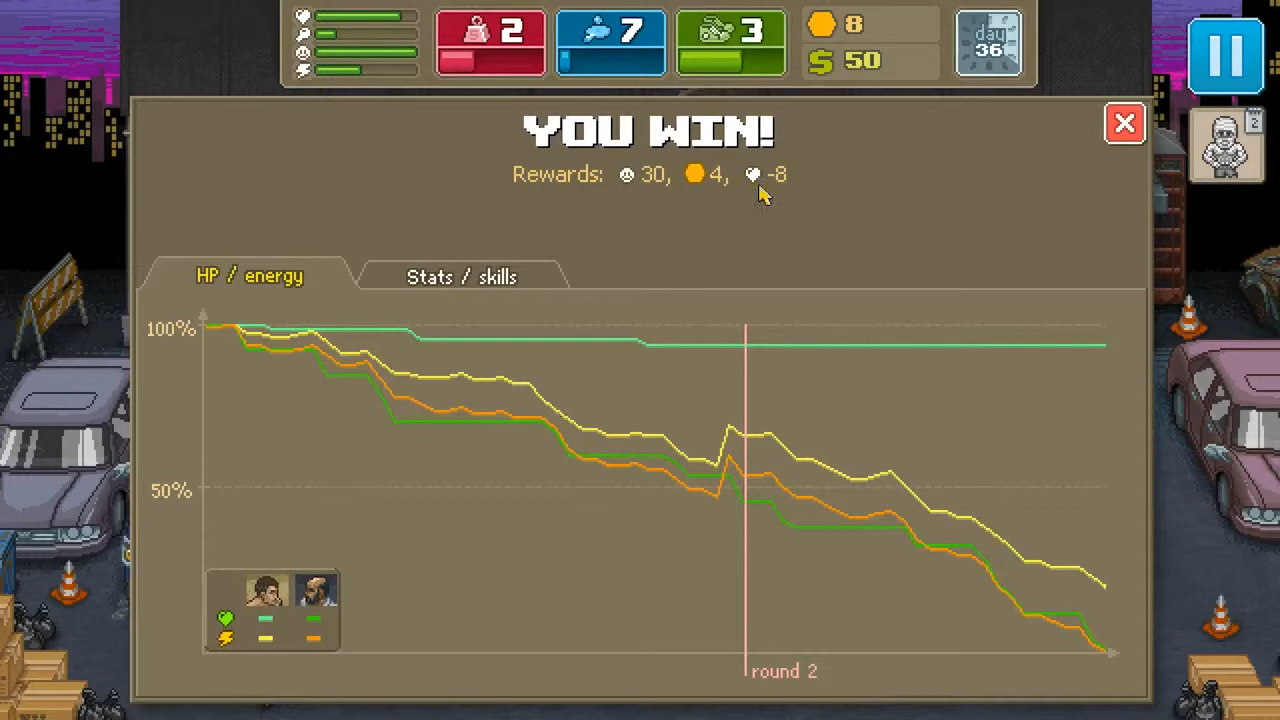 2
7
3
8
50
day
36
2
YOU WIN!
Rewards: 30, 4, -8
HP / energy
Stats / skills
100%
50%
round 2